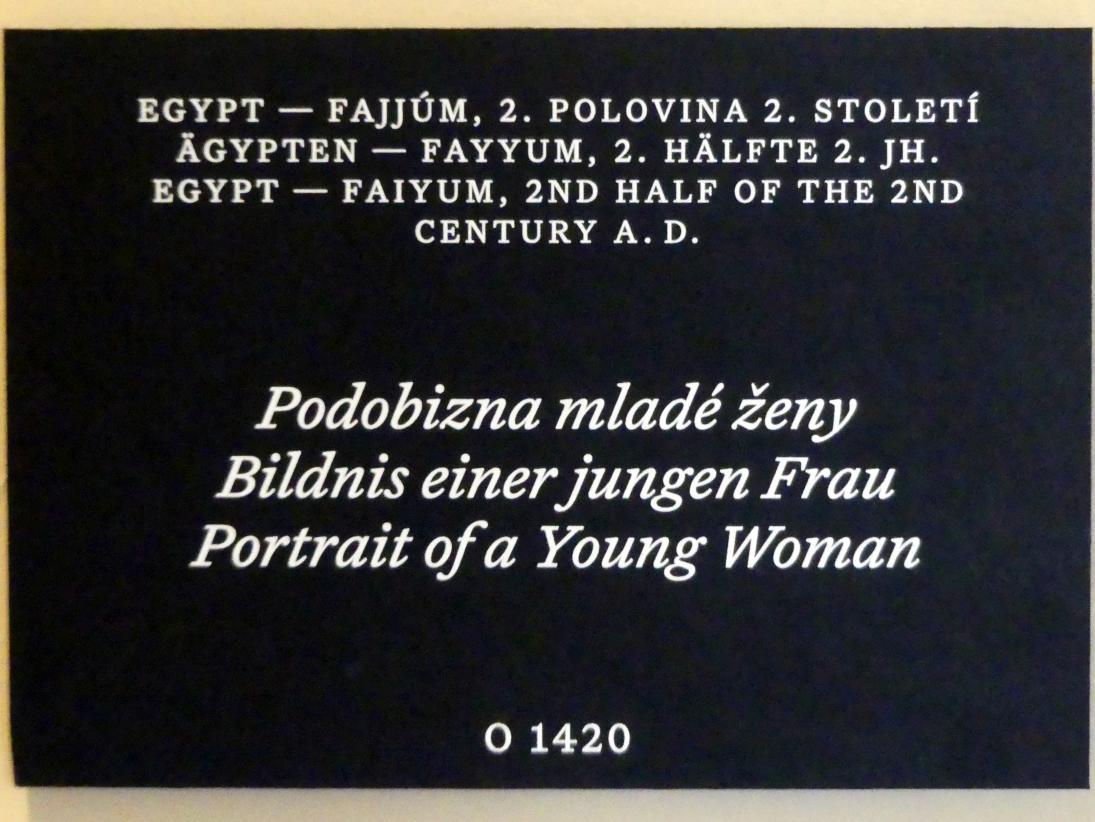 EGYPT — FAJJÚM, 2. POLOVINA 2. STOLETÍ
ÄGYPTEN — FAYYUM, 2. HÄLFTE 2. JH.
EGYPT — FAIYUM, 2ND HALF OF THE 2ND
CENTURY A. D.
Podobizna mladé ženy
Bildnis einer jungen Frau
Portrait of a Young Woman
O 1420